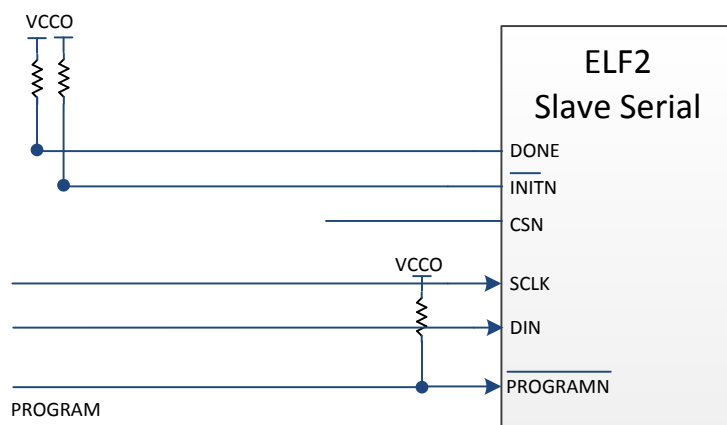 VCCO
ELF2
Slave Serial
DONE
INITN
CSN
VCCO
SCLK
DIN
PROGRAMN
PROGRAM